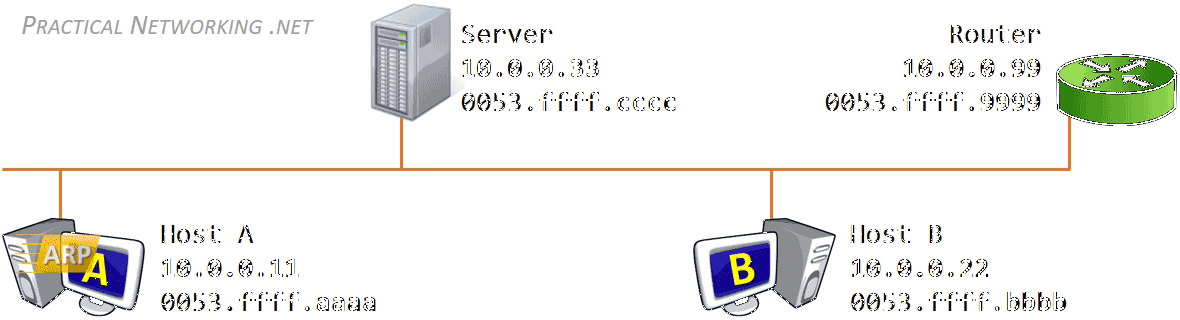 PRACTICAL NETWORKING .NET
Server
10.0.0.33
0053.ffff.cccc
Router
10.0.0.99
0053.ffff.9999
ARP
A
Host A
10.0.0.11
0053.ffff.aaaa
B
Host B
10.0.0.22
0053.ffff.bbbb